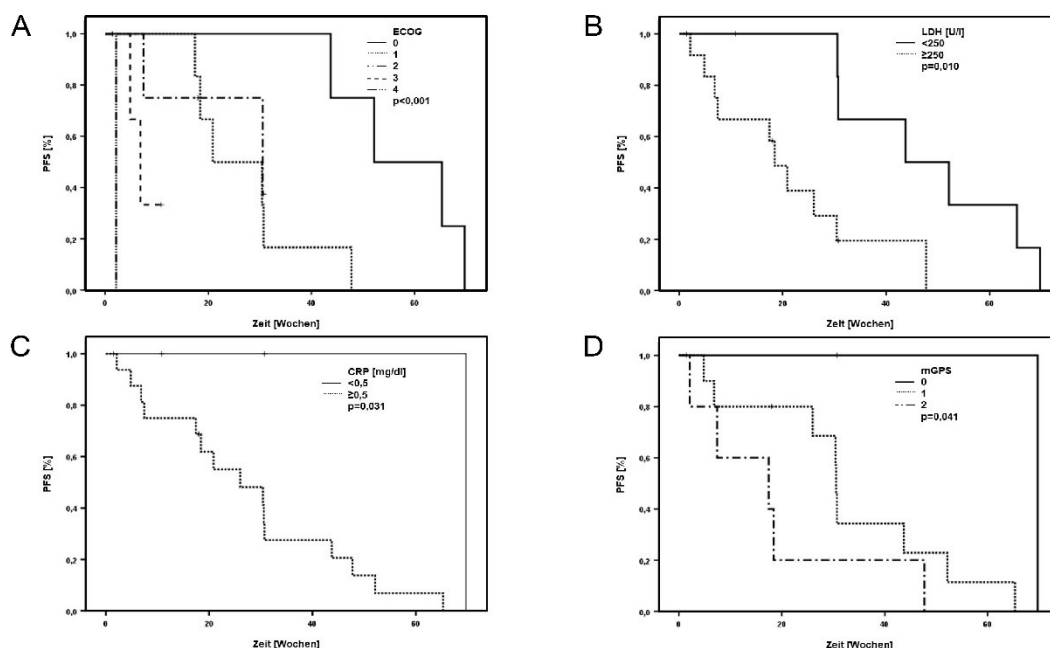 A
ECOG
0
1
2
3
4
p<0,001
PFS [%]
1,0
0,8
0,6
0,4
0,2
0,0
0
20
40
60
Zeit [Wochen]
B
LDH [U/l]
<250
≥250
p=0,010
PFS [%]
1,0
0,8
0,6
0,4
0,2
0,0
0
20
40
60
Zeit [Wochen]
C
CRP [mg/dl]
<0,5
≥0,5
p=0,031
PFS [%]
1,0
0,8
0,6
0,4
0,2
0,0
0
20
40
60
Zeit [Wochen]
D
mGPS
0
1
2
p=0,041
PFS [%]
1,0
0,8
0,6
0,4
0,2
0,0
0
20
40
60
Zeit [Wochen]